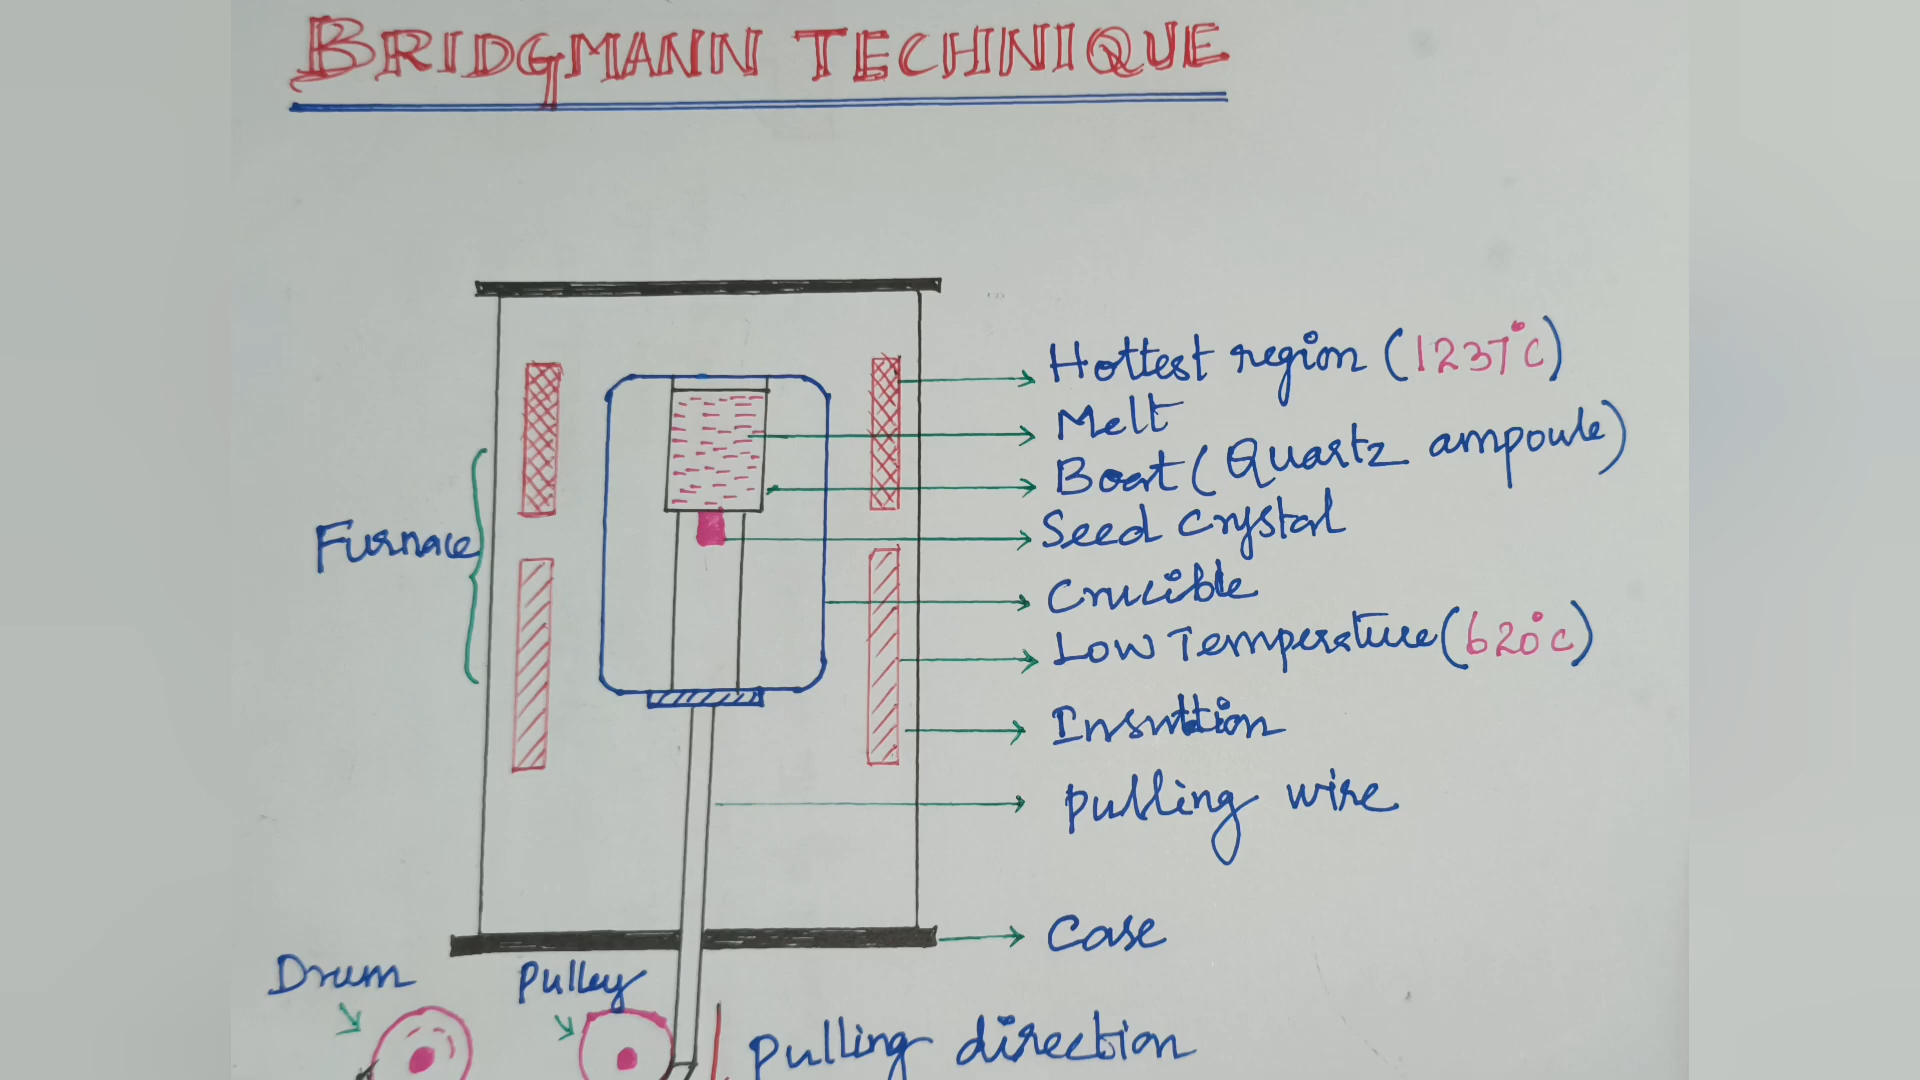 BRIDGMANN TECHNIQUE
Hottest region (1237°C)
Melt
Boat (Quartz ampoule)
Seed Crystal
Furnace
Crucible
Low Temperature (620°C)
pulling wire
Case
Drum
Pulley
Pulling direction